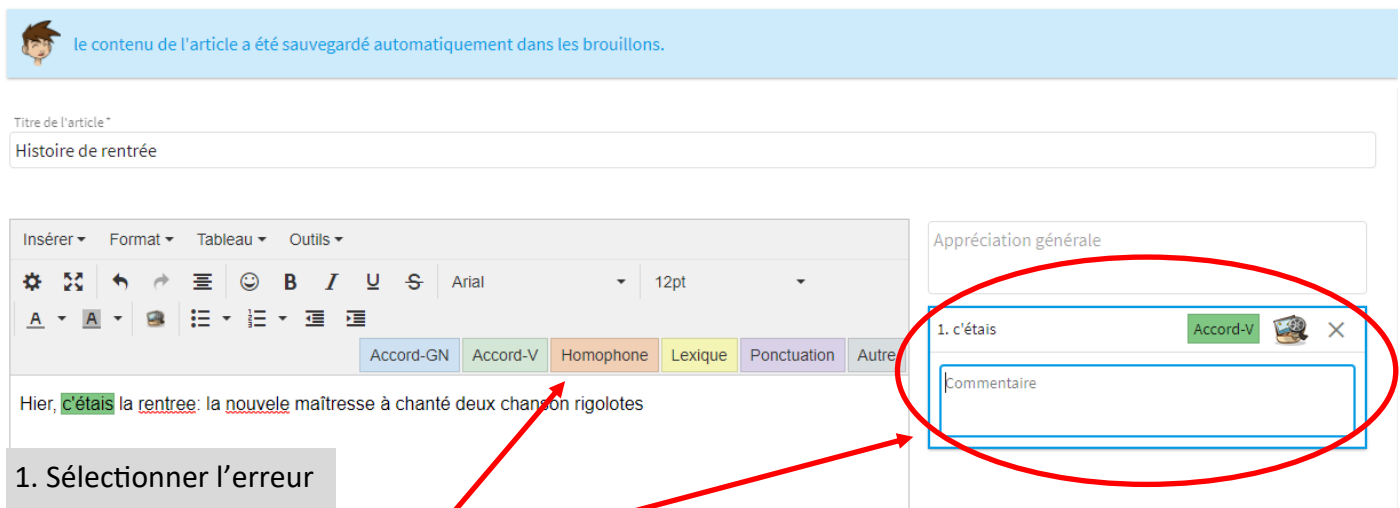 le contenu de l'article a été sauvegardé automatiquement dans les brouillons.
Titre de l'article*
Histoire de rentrée
Insérer Format Tableau Outils
B I U S Arial 12pt
A A
Accord-GN Accord-V Homophone Lexique Ponctuation Autre
Hier, c'étais la rentree: la nouvele maîtresse à chanté deux chanson rigolotes
1. Sélectionner l’erreur
Appréciation générale
1. c'étais Accord-V
Commentaire